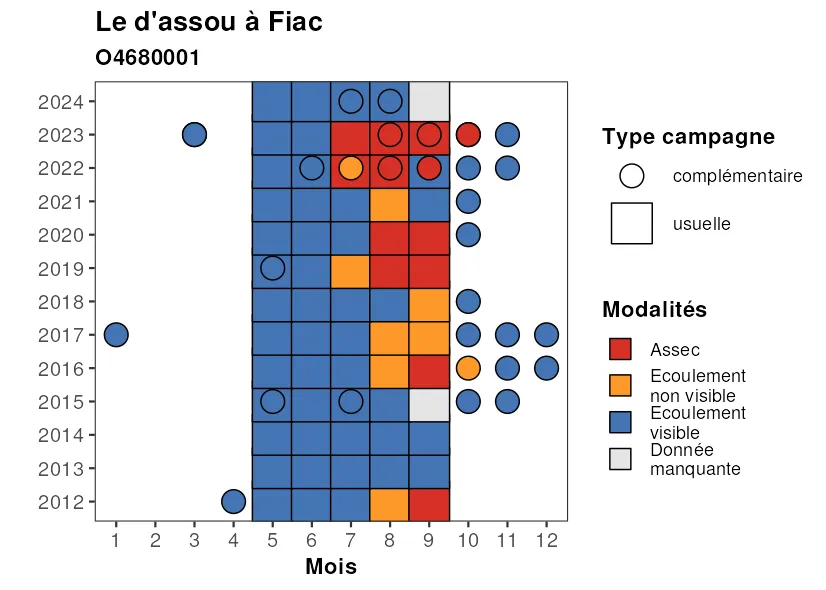 Le d'assou à Fiac
O4680001
2024
2023
2022
2021
2020
2019
2018
2017
2016
2015
2014
2013
2012
1 2 3 4 5 6 7 8 9 10 11 12
Mois
Type campagne
complémentaire
usuelle
Modalités
Assec
Ecoulement
non visible
Ecoulement
visible
Donnée
manquante